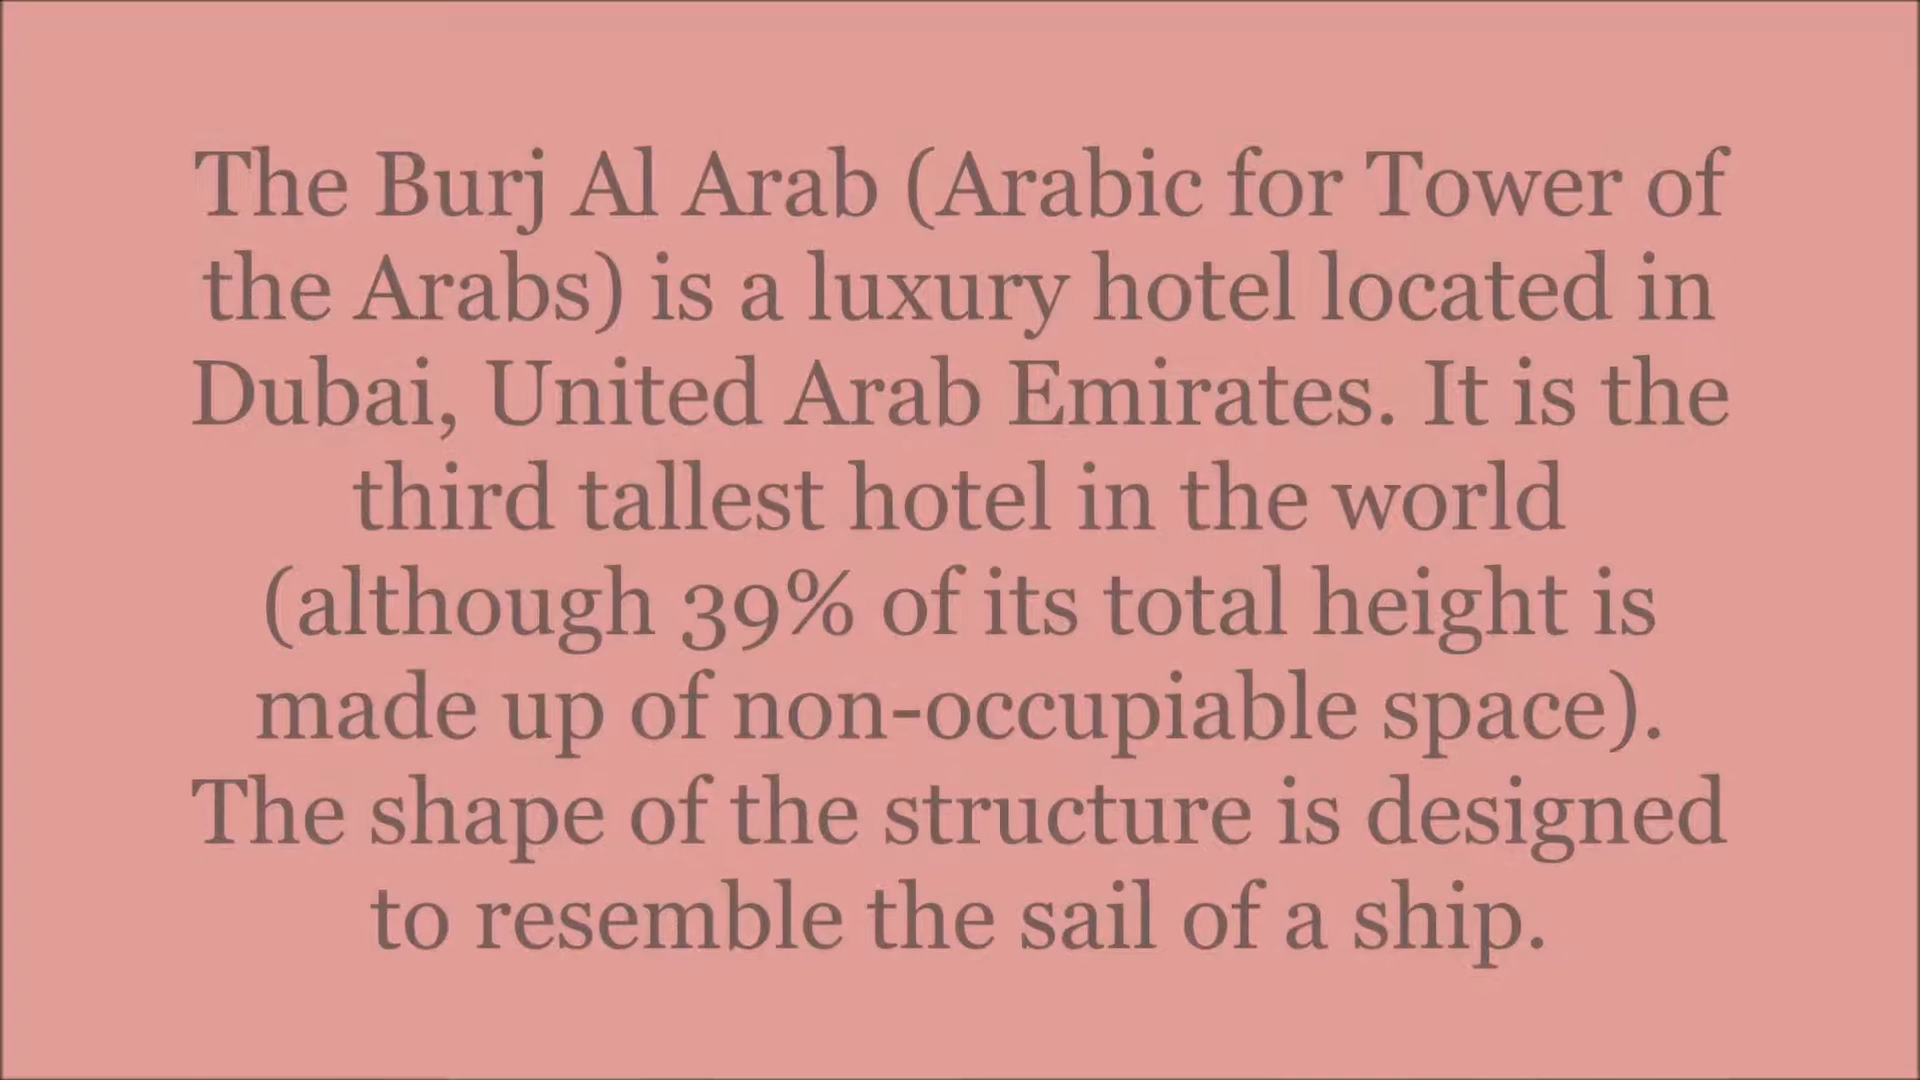 The Burj Al Arab (Arabic for Tower of
the Arabs) is a luxury hotel located in
Dubai, United Arab Emirates. It is the
third tallest hotel in the world
(although 39% of its total height is
made up of non-occupiable space).
The shape of the structure is designed
to resemble the sail of a ship.